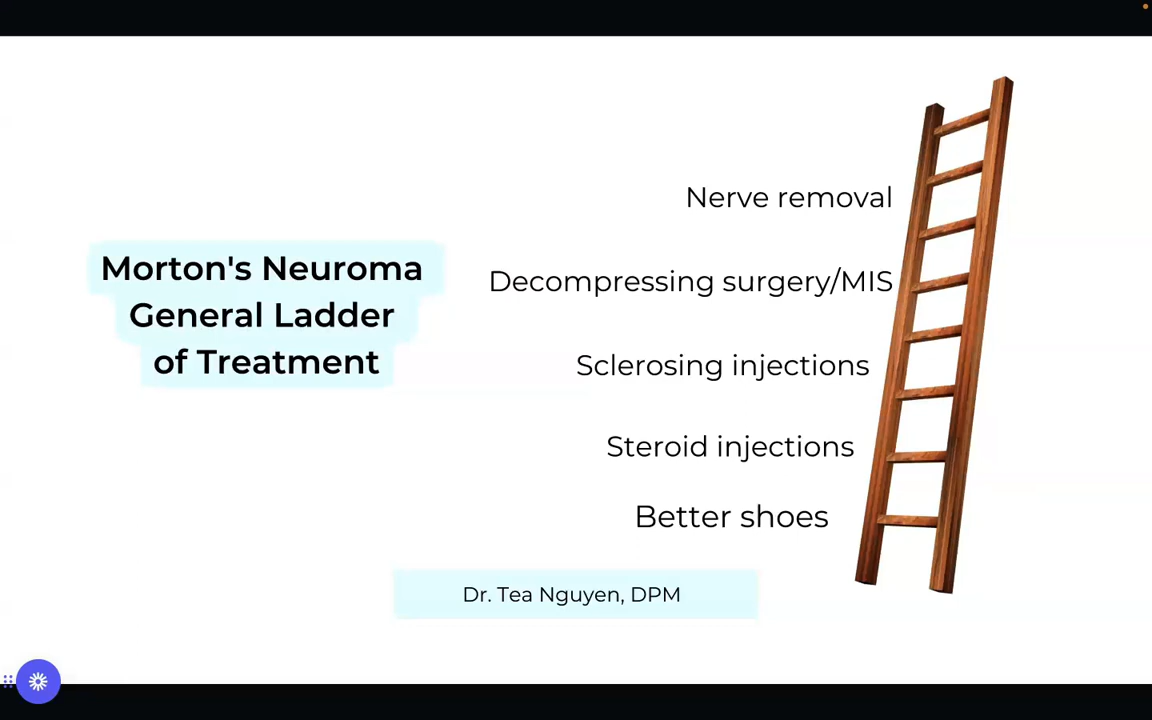 Morton's Neuroma
General Ladder
of Treatment
Nerve removal
Decompressing surgery/MIS
Sclerosing injections
Steroid injections
Better shoes
Dr. Tea Nguyen, DPM